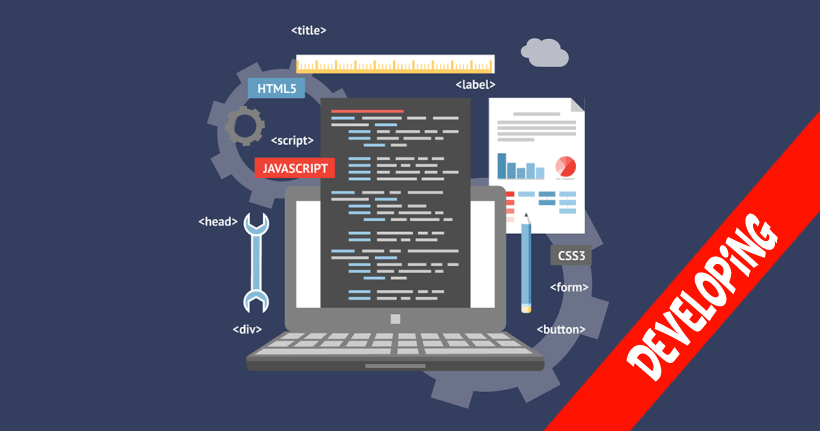 <title>
<label>
HTML5
<script>
JAVASCRIPT
<head>
CSS3
<form>
<div>
<button>
DEVELOPiNG